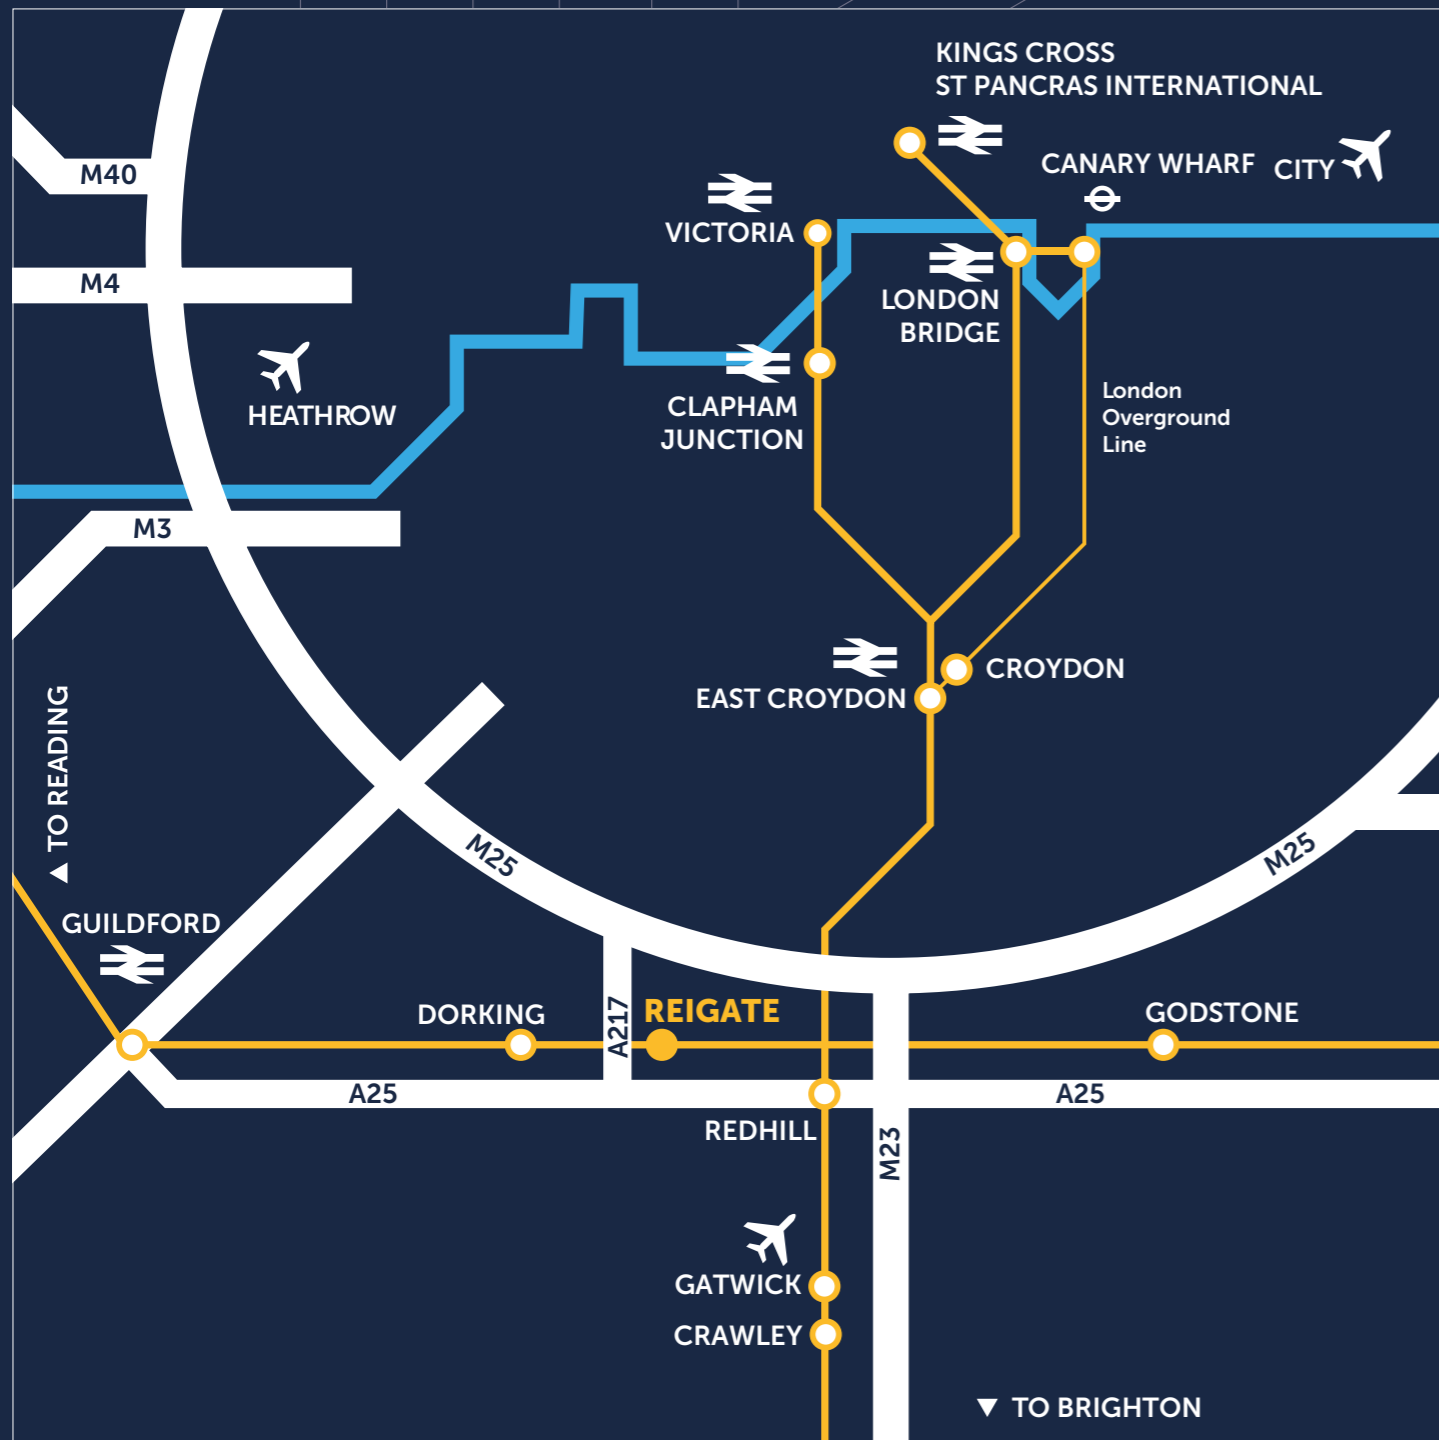 KINGS CROSS
ST PANCRAS INTERNATIONAL
CANARY WHARF
CITY
M40
VICTORIA
M4
LONDON
BRIDGE
HEATHROW
CLAPHAM
JUNCTION
London
Overground
Line
M3
CROYDON
EAST CROYDON
TO READING
M25
M25
GUILDFORD
DORKING
A217
REIGATE
GODSTONE
A25
A25
REDHILL
M23
GATWICK
CRAWLEY
TO BRIGHTON